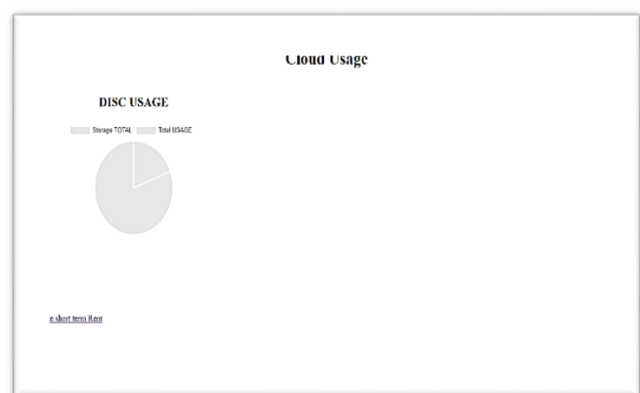 Cloud Usage
DISC USAGE
Storage TOTAL Total USAGE
e short term Rent